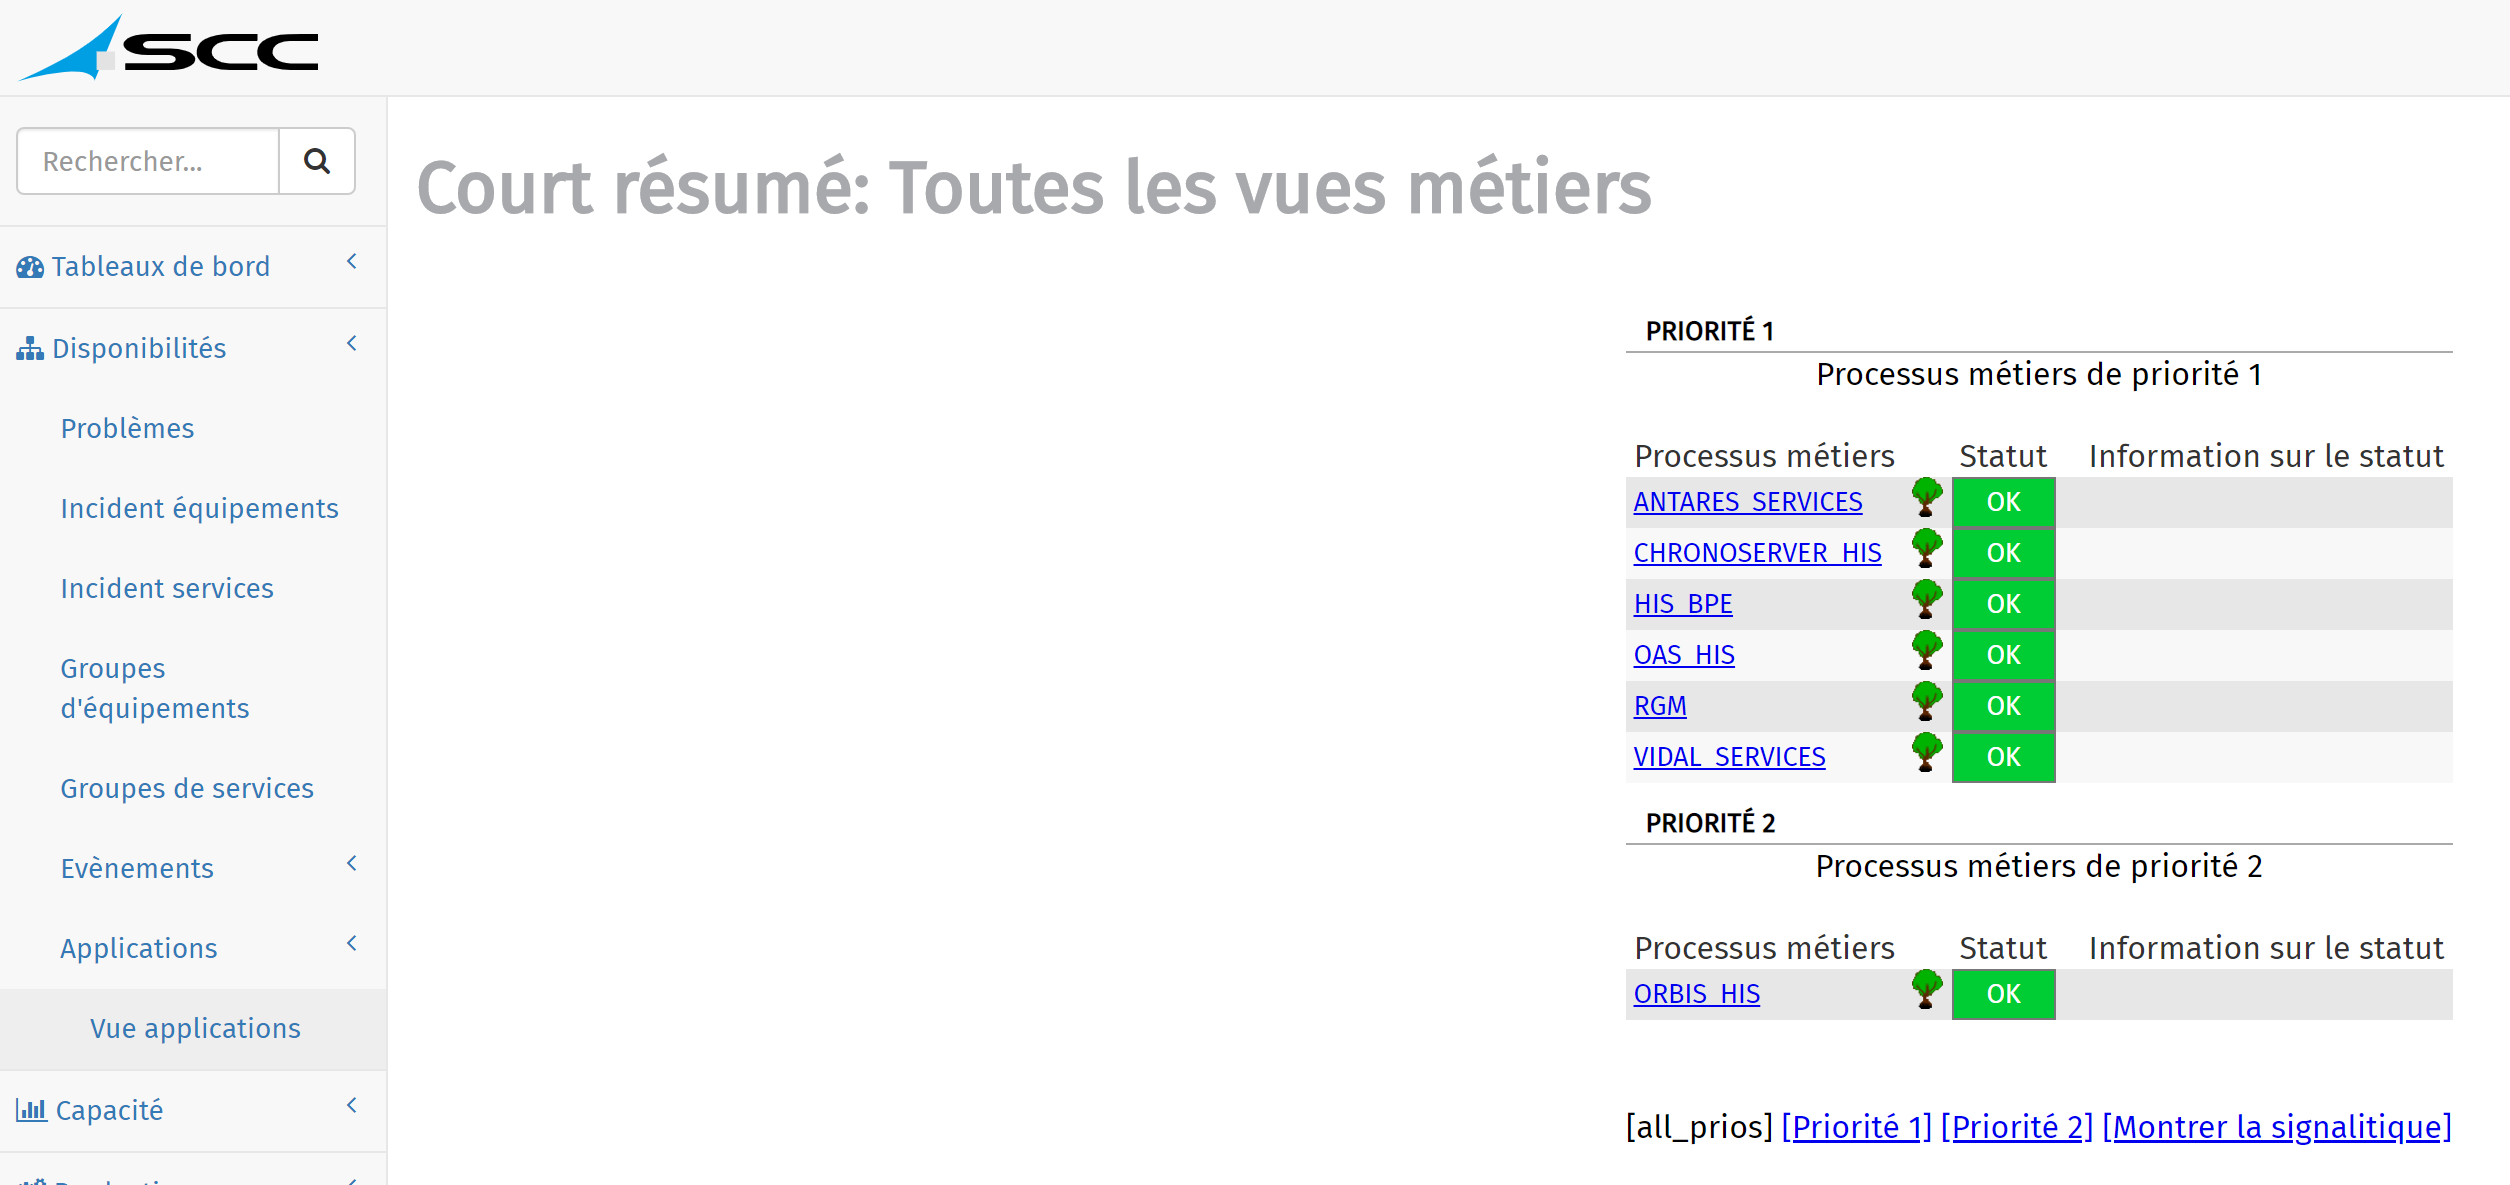 SCC
Rechercher...
Tableaux de bord
Disponibilités
Problèmes
Incident équipements
Incident services
Groupes
d'équipements
Groupes de services
Evènements
Applications
Vue applications
Capacité
Court résumé: Toutes les vues métiers
PRIORITÉ 1
Processus métiers de priorité 1
Processus métiers Statut Information sur le statut
ANTARES_SERVICES OK
CHRONOSERVER_HIS OK
HIS_BPE OK
OAS_HIS OK
RGM OK
VIDAL_SERVICES OK
PRIORITÉ 2
Processus métiers de priorité 2
Processus métiers Statut Information sur le statut
ORBIS_HIS OK
[all_prios] [Priorité 1] [Priorité 2] [Montrer la signalitique]